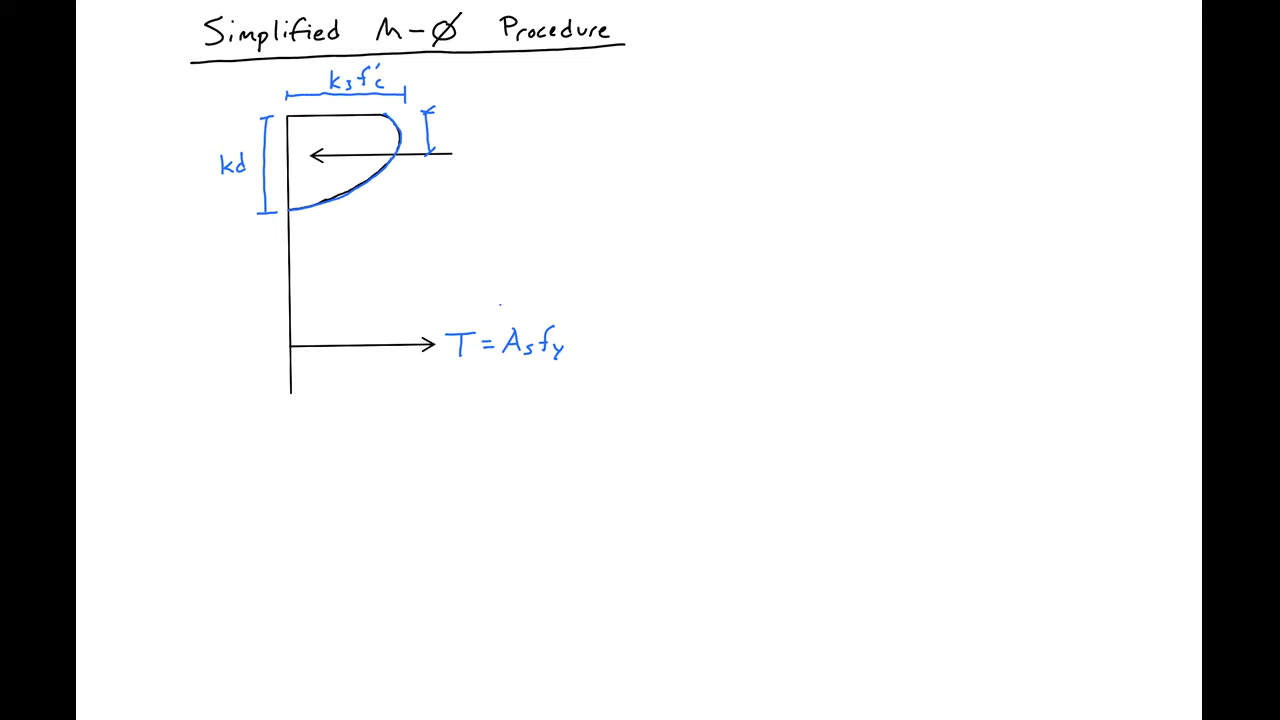 Simplified M-Ø Procedure
k₃f'c
kd
T = Asfy